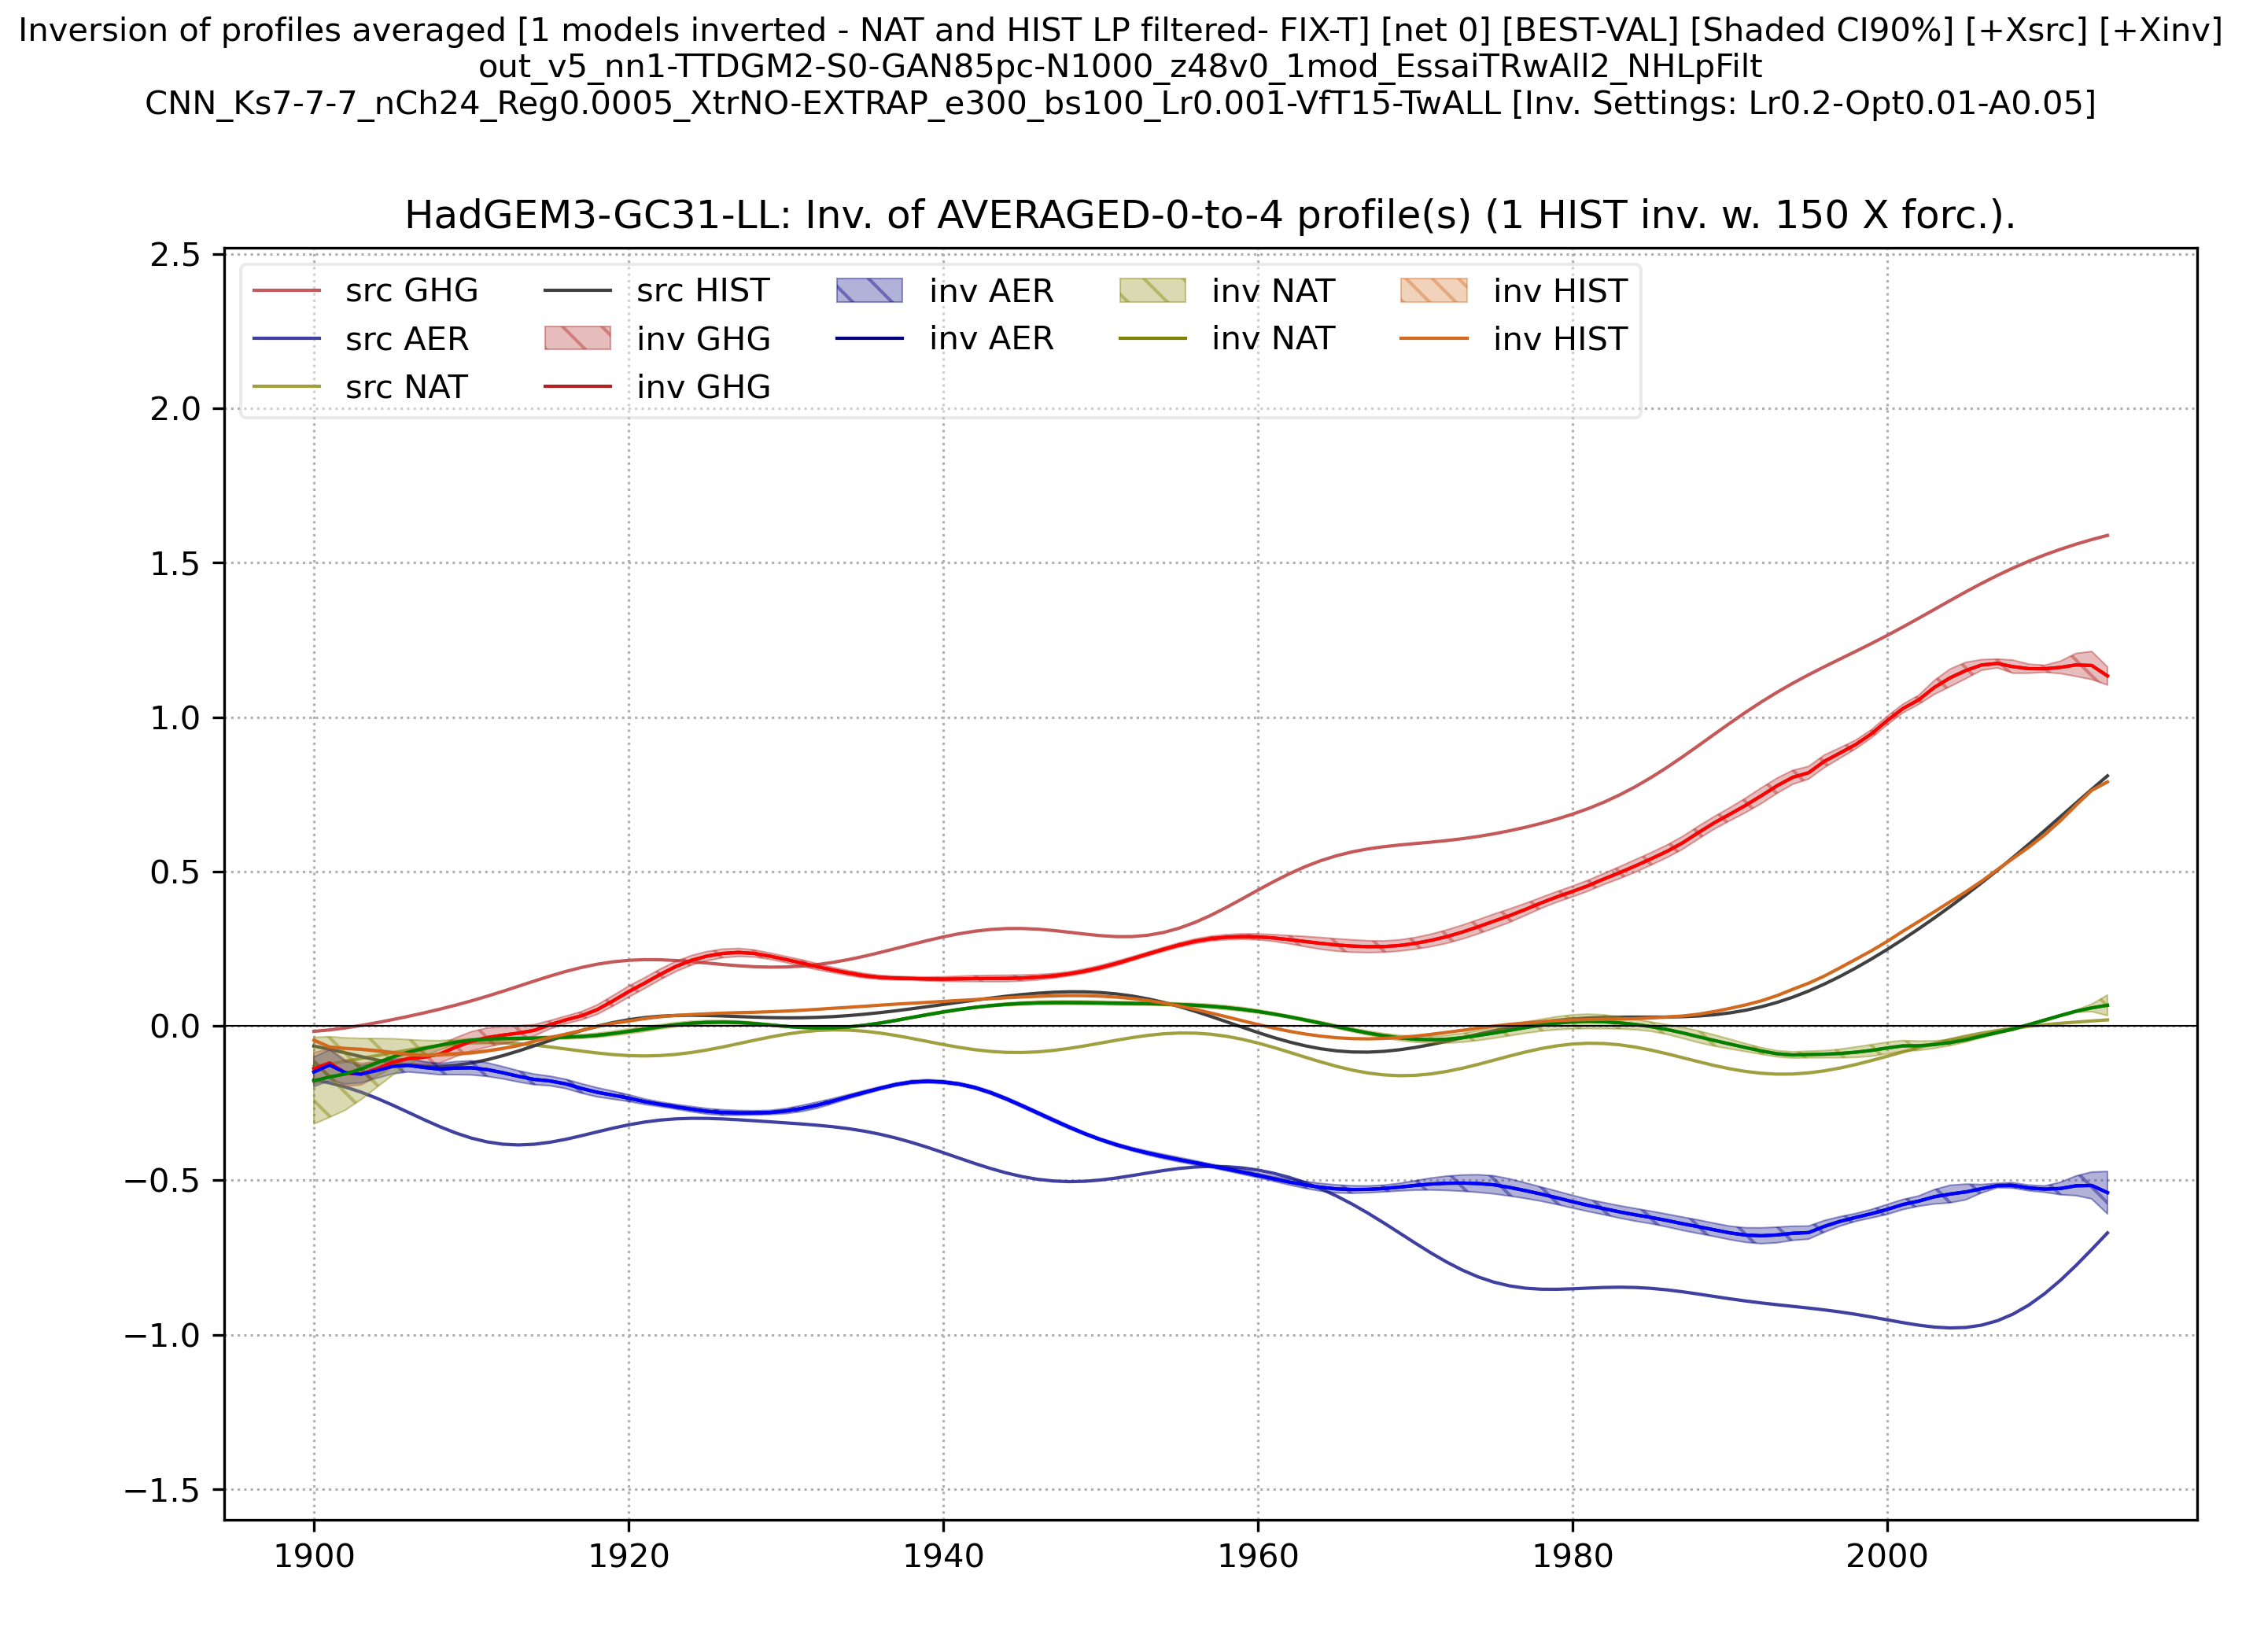 Inversion of profiles averaged [1 models inverted - NAT and HIST LP filtered- FIX-T] [net 0] [BEST-VAL] [Shaded CI90%] [+Xsrc] [+Xinv]
out_v5_nn1-TTDGM2-S0-GAN85pc-N1000_z48v0_1mod_EssaiTRwAll2_NHLpFilt
CNN_Ks7-7-7_nCh24_Reg0.0005_XtrNO-EXTRAP_e300_bs100_Lr0.001-VfT15-TwALL [Inv. Settings: Lr0.2-Opt0.01-A0.05]
HadGEM3-GC31-LL: Inv. of AVERAGED-0-to-4 profile(s) (1 HIST inv. w. 150 X forc.).
src GHG
src AER
src NAT
src HIST
inv GHG
inv GHG
inv AER
inv AER
inv NAT
inv NAT
inv HIST
inv HIST
2.5
2.0
1.5
1.0
0.5
0.0
−0.5
−1.0
−1.5
1900 1920 1940 1960 1980 2000